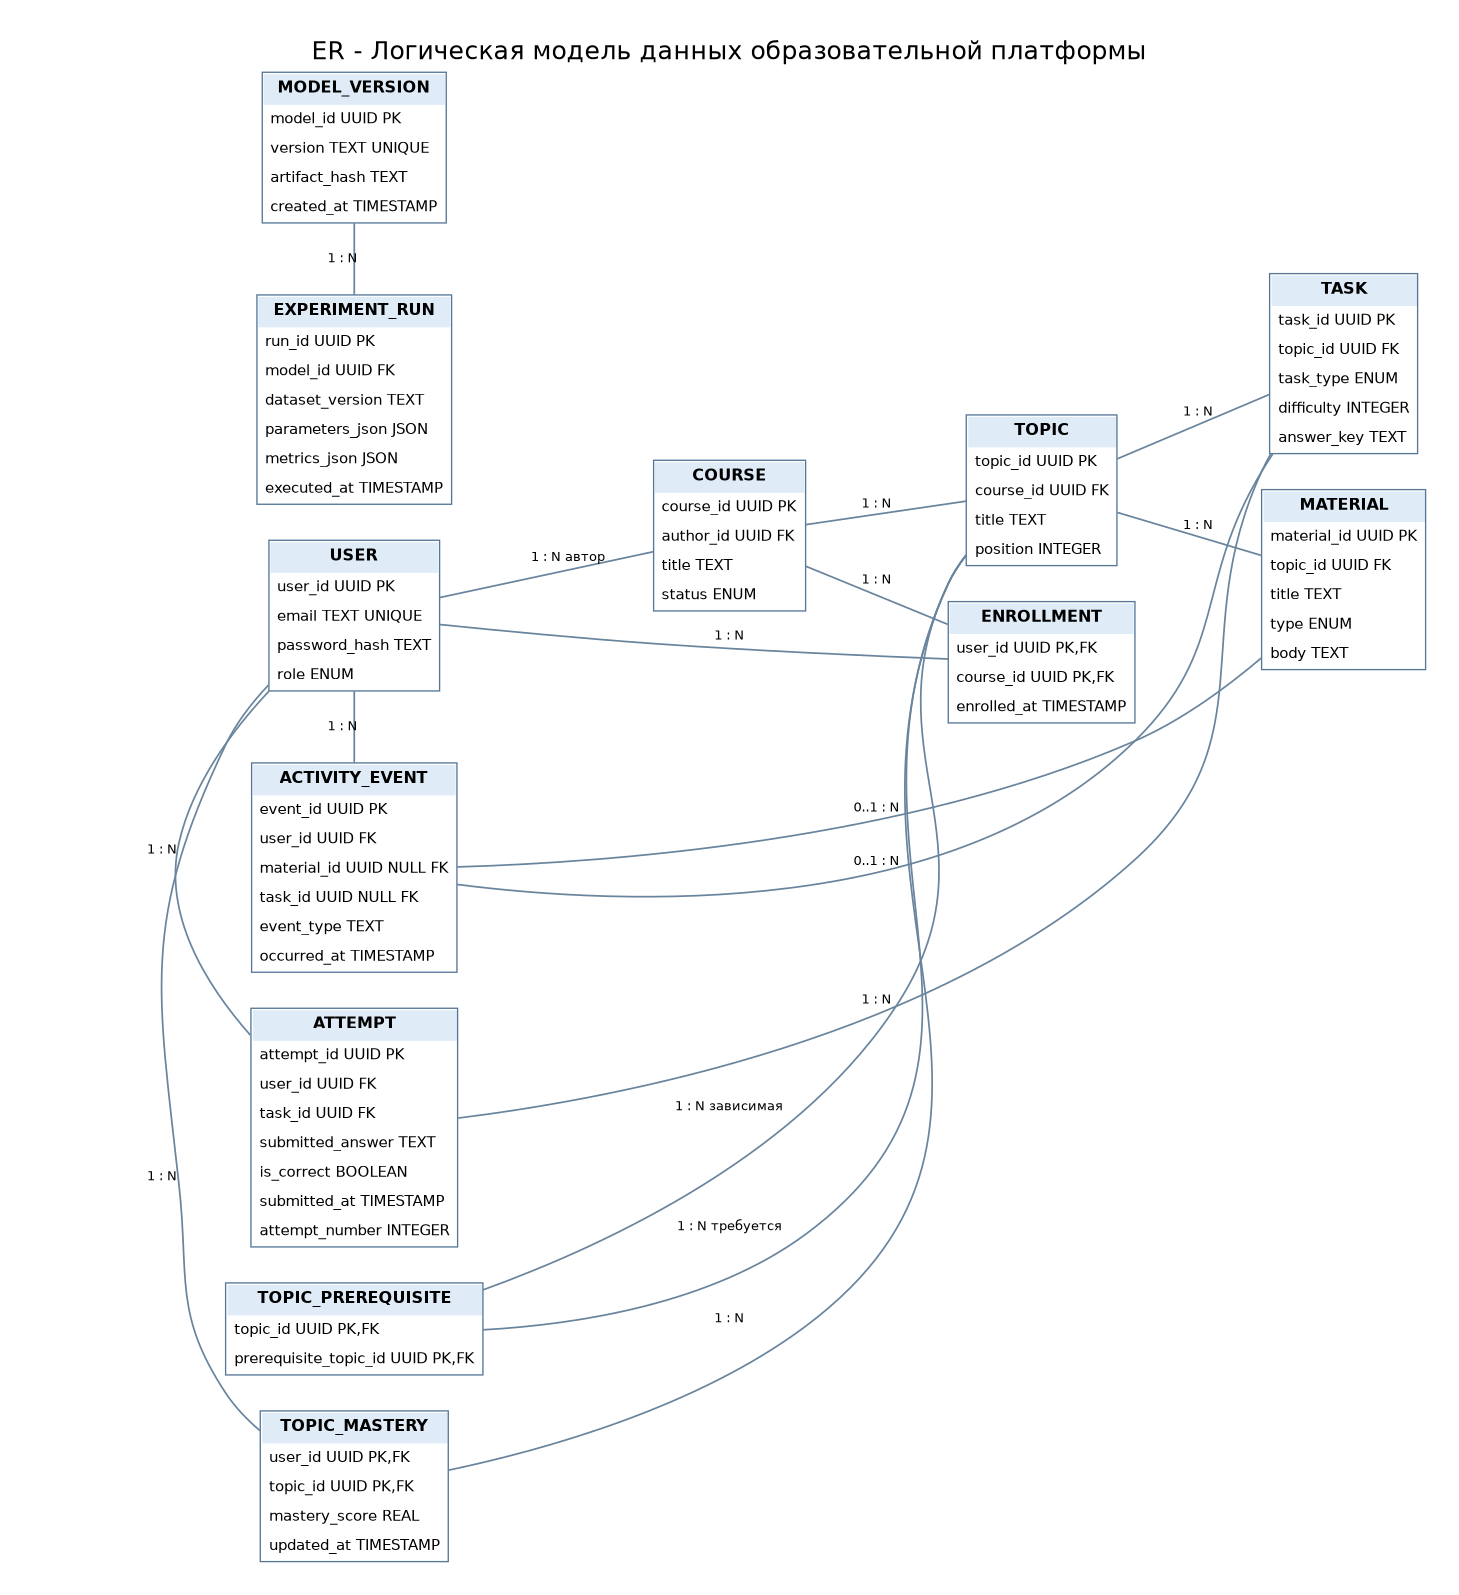 ER - Логическая модель данных образовательной платформы
MODEL_VERSION
model_id UUID PK
version TEXT UNIQUE
artifact_hash TEXT
created_at TIMESTAMP
1 : N
EXPERIMENT_RUN
run_id UUID PK
model_id UUID FK
dataset_version TEXT
parameters_json JSON
metrics_json JSON
executed_at TIMESTAMP
USER
user_id UUID PK
email TEXT UNIQUE
password_hash TEXT
role ENUM
1 : N автор
1 : N
1 : N
COURSE
course_id UUID PK
author_id UUID FK
title TEXT
status ENUM
1 : N
1 : N
TOPIC
topic_id UUID PK
course_id UUID FK
title TEXT
position INTEGER
1 : N
1 : N
TASK
task_id UUID PK
topic_id UUID FK
task_type ENUM
difficulty INTEGER
answer_key TEXT
MATERIAL
material_id UUID PK
topic_id UUID FK
title TEXT
type ENUM
body TEXT
ENROLLMENT
user_id UUID PK,FK
course_id UUID PK,FK
enrolled_at TIMESTAMP
ACTIVITY_EVENT
event_id UUID PK
user_id UUID FK
material_id UUID NULL FK
task_id UUID NULL FK
event_type TEXT
occurred_at TIMESTAMP
0..1 : N
0..1 : N
1 : N
ATTEMPT
attempt_id UUID PK
user_id UUID FK
task_id UUID FK
submitted_answer TEXT
is_correct BOOLEAN
submitted_at TIMESTAMP
attempt_number INTEGER
1 : N
1 : N зависимая
1 : N
1 : N требуется
TOPIC_PREREQUISITE
topic_id UUID PK,FK
prerequisite_topic_id UUID PK,FK
1 : N
TOPIC_MASTERY
user_id UUID PK,FK
topic_id UUID PK,FK
mastery_score REAL
updated_at TIMESTAMP